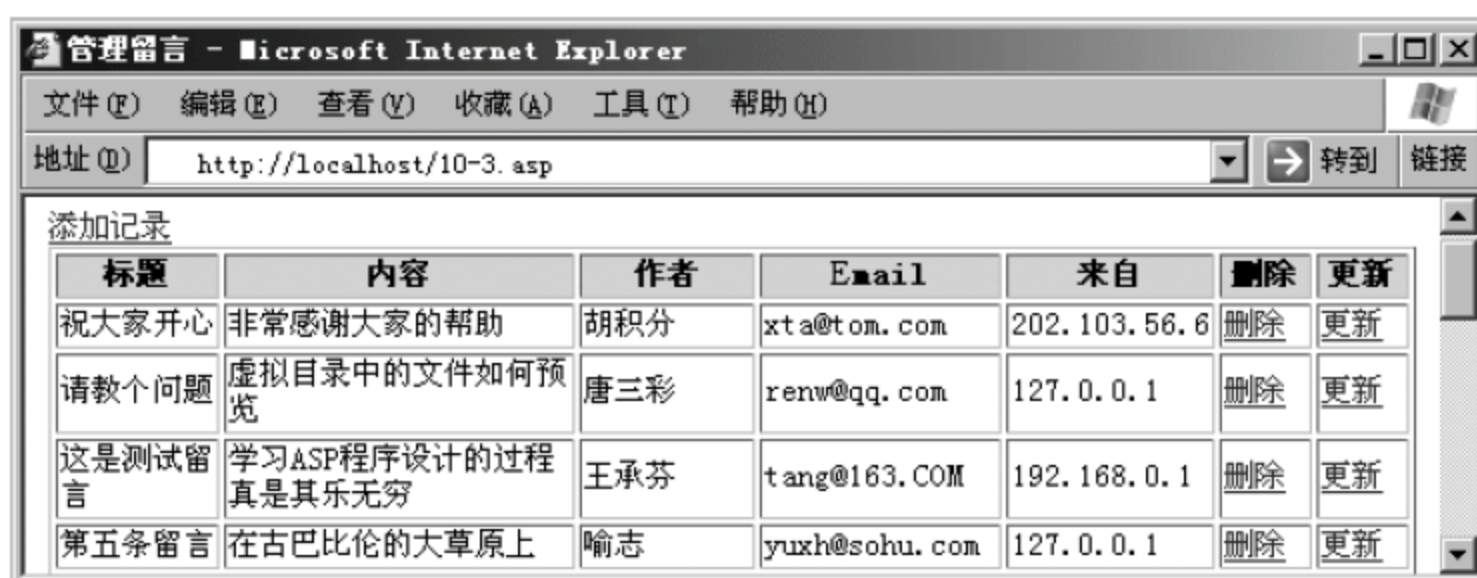 管理留言 - Microsoft Internet Explorer
文件(F) 编辑(E) 查看(V) 收藏(A) 工具(T) 帮助(H)
地址(D) http://localhost/10-3.asp 转到 链接
添加记录
标题 内容 作者 Email 来自 删除 更新
祝大家开心 非常感谢大家的帮助 胡积分 xta@tom.com 202.103.56.6 删除 更新
请教个问题 虚拟目录中的文件如何预 唐三彩 renw@qq.com 127.0.0.1 删除 更新
览
这是测试留 学习ASP程序设计的过程 王承芬 tang@163.COM 192.168.0.1 删除 更新
言 真是其乐无穷
第五条留言 在古巴比伦的大草原上 喻志 yuxh@sohu.com 127.0.0.1 删除 更新